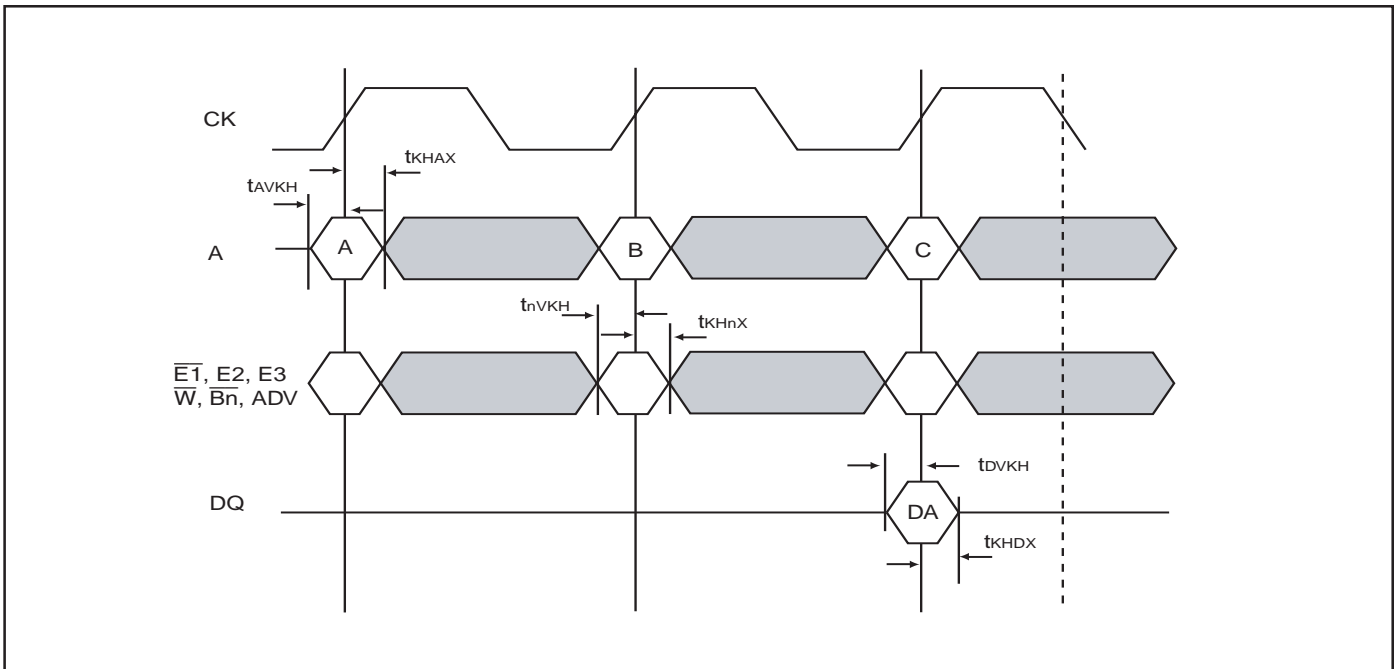 CK
tKHAX
tAVKH
A
A
B
C
tnVKH
tKHnX
E1, E2, E3
W, Bn, ADV
tDVKH
DQ
DA
tKHDX